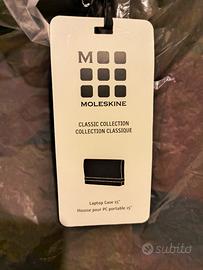 M
MOLESKINE
CLASSIC COLLECTION
COLLECTION CLASSIQUE
Laptop Case 15"
Housse pour PC portable 15"
subito